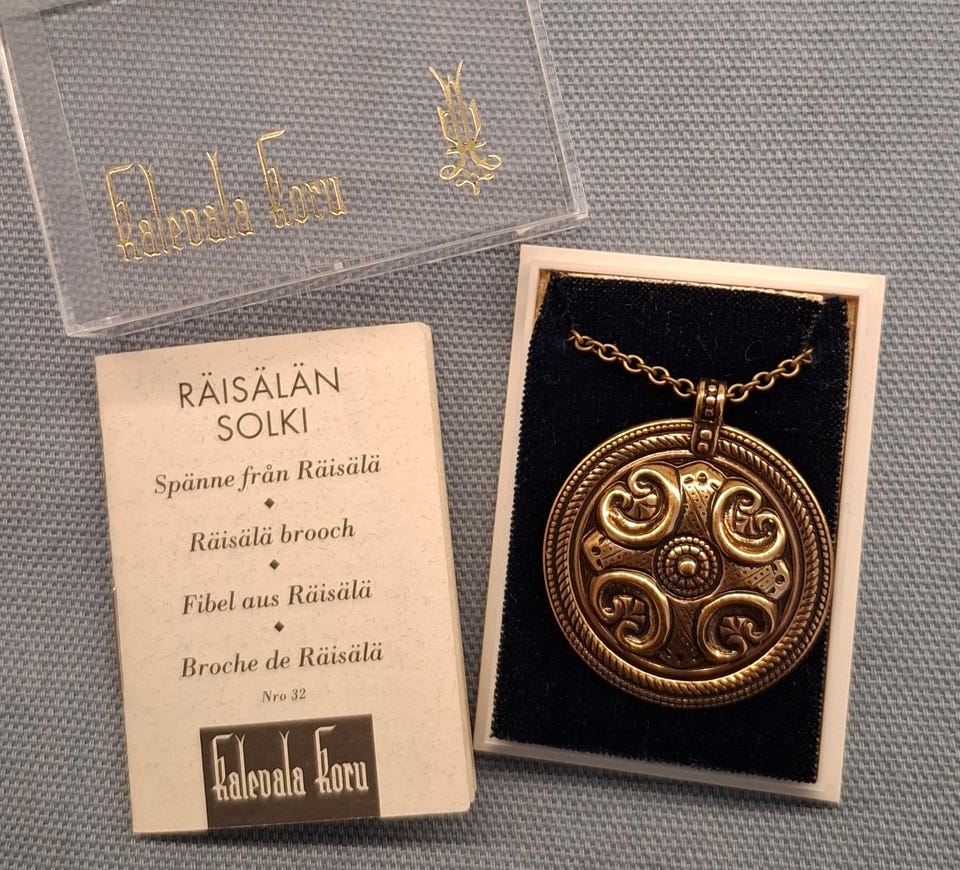 Kalevala Koru
RÄISÄLÄN
SOLKI
Spänne från Räisälä
Räisälä brooch
Fibel aus Räisälä
Broche de Räisälä
Nro 32
Kalevala Koru